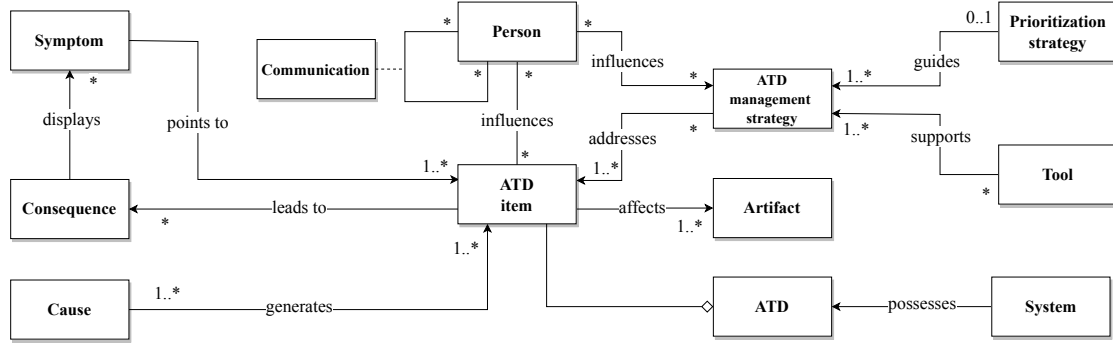 Symptom
*
displays
points to
Consequence
*
leads to
Cause
1..*
generates
1..*
Communication
*
Person
*
*
*
influences
*
1..*
ATD
item
influences
*
addresses
*
1..*
affects
1..*
Artifact
ATD
management
strategy
0..1
Prioritization
strategy
guides
1..*
1..*
supports
*
Tool
ATD
possesses
System